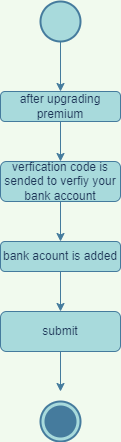 after upgrading
premium
verfication code is
sended to verfiy your
bank account
bank acount is added
submit